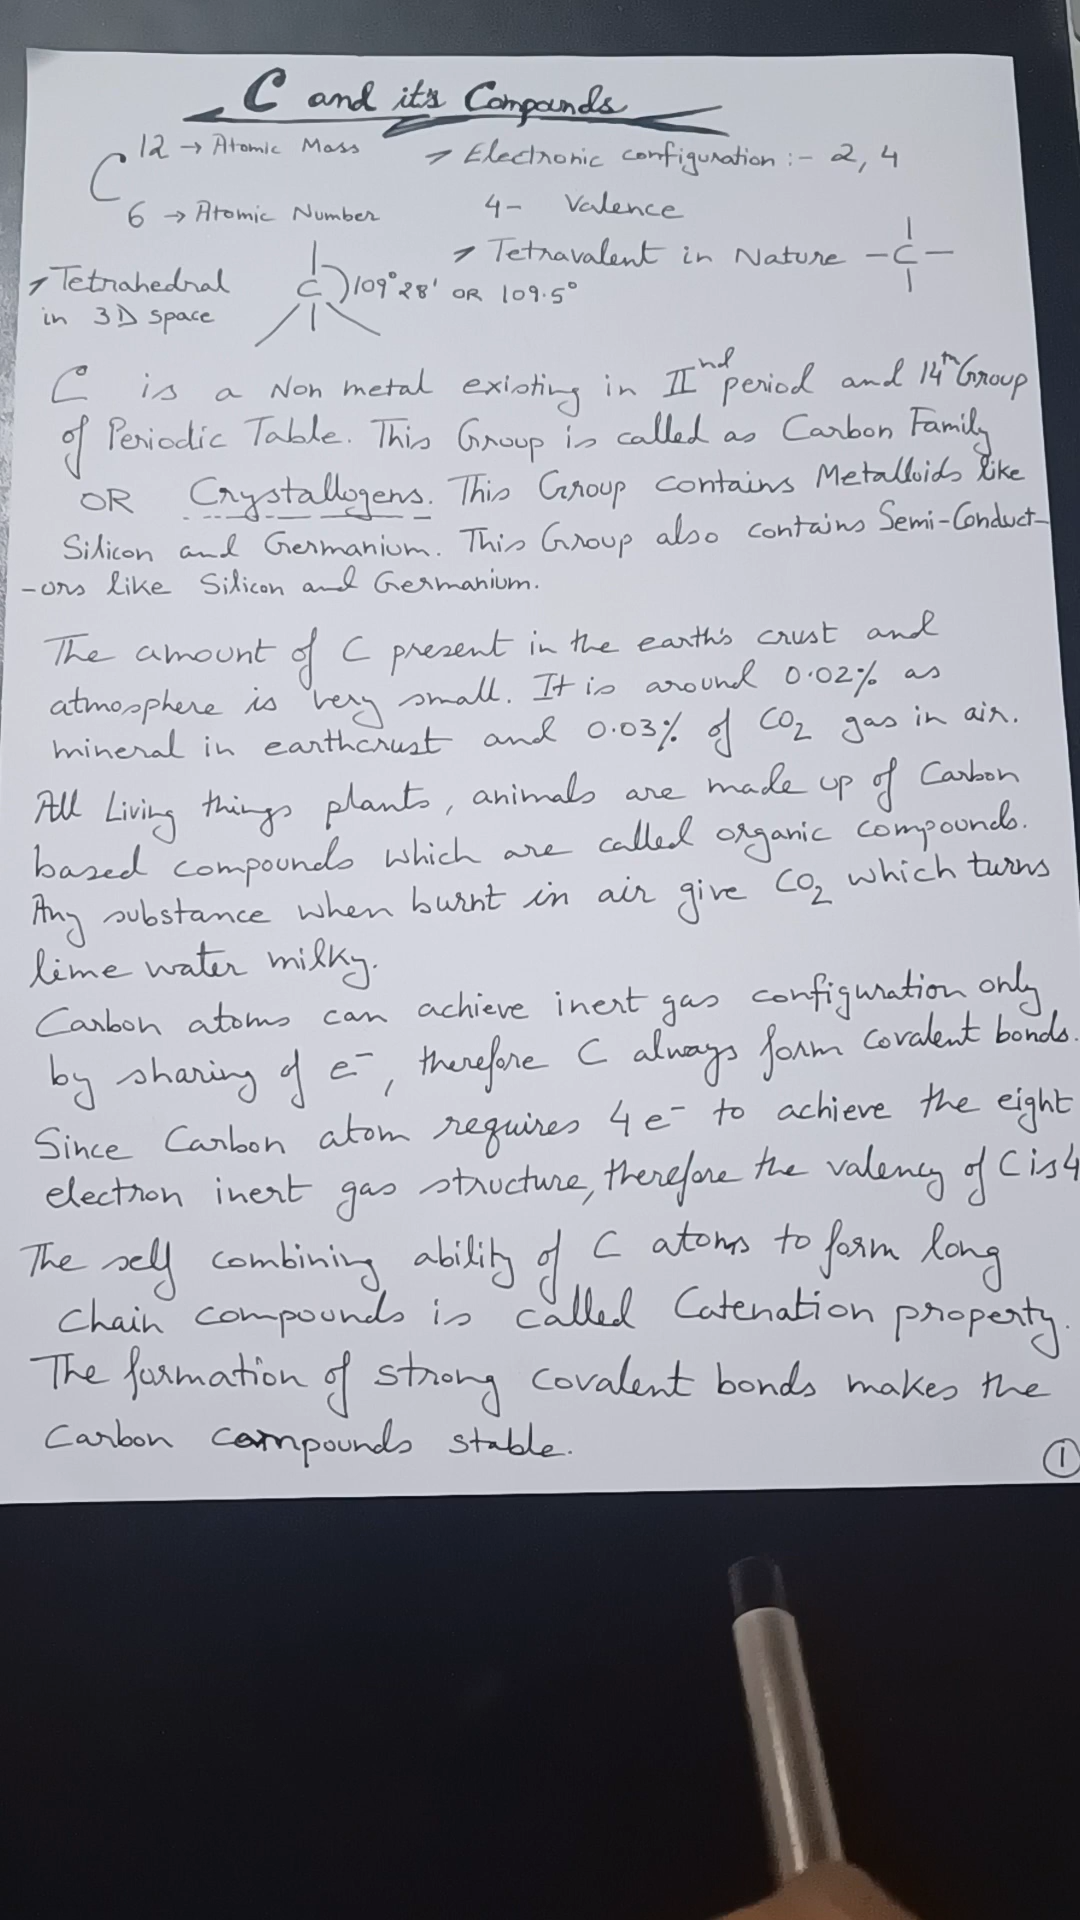 C and it's Compounds
C 12 → Atomic Mass
6 → Atomic Number
→ Electronic configuration :- 2, 4
4- Valence
→ Tetravalent in Nature -C-
→ Tetrahedral in 3D space
C 109°28' OR 109.5°
C is a Non metal existing in IInd period and 14th Group
of Periodic Table. This Group is called as Carbon Family
OR Crystallogens. This Group contains Metalloids like
Silicon and Germanium. This Group also contains Semi-Conduct-
-ors like Silicon and Germanium.
The amount of C present in the earth's crust and
atmosphere is very small. It is around 0.02% as
mineral in earthcrust and 0.03% of CO2 gas in air.
All Living things plants, animals are made up of Carbon
based compounds which are called organic compounds.
Any substance when burnt in air give CO2 which turns
lime water milky.
Carbon atoms can achieve inert gas configuration only
by sharing of e⁻, therefore C always form covalent bonds.
Since Carbon atom requires 4e⁻ to achieve the eight
electron inert gas structure, therefore the valency of C is 4
The self combining ability of C atoms to form long
chain compounds is called Catenation property.
The formation of strong covalent bonds makes the
Carbon compounds stable.
1